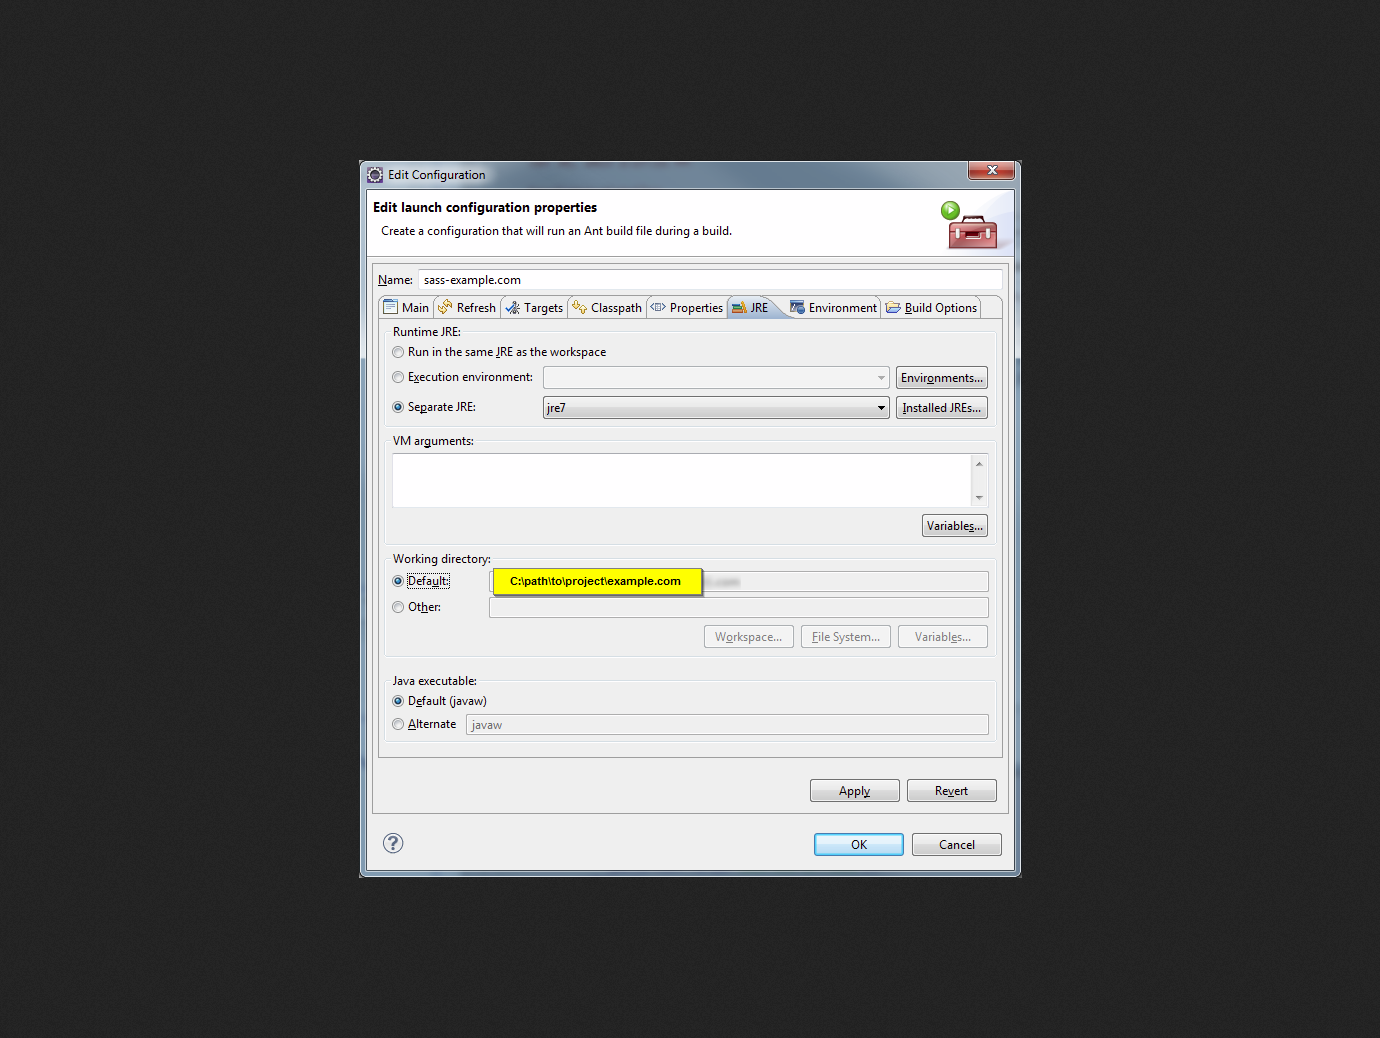 Edit Configuration
Edit launch configuration properties
Create a configuration that will run an Ant build file during a build.
Name: sass-example.com
Main Refresh Targets Classpath Properties JRE Environment Build Options
Runtime JRE:
Run in the same JRE as the workspace
Execution environment: Environments...
Separate JRE: jre7 Installed JREs...
VM arguments:
Variables...
Working directory:
Default: C:\path\to\project\example.com
Other:
Workspace... File System... Variables...
Java executable:
Default (javaw)
Alternate javaw
Apply Revert
? OK Cancel